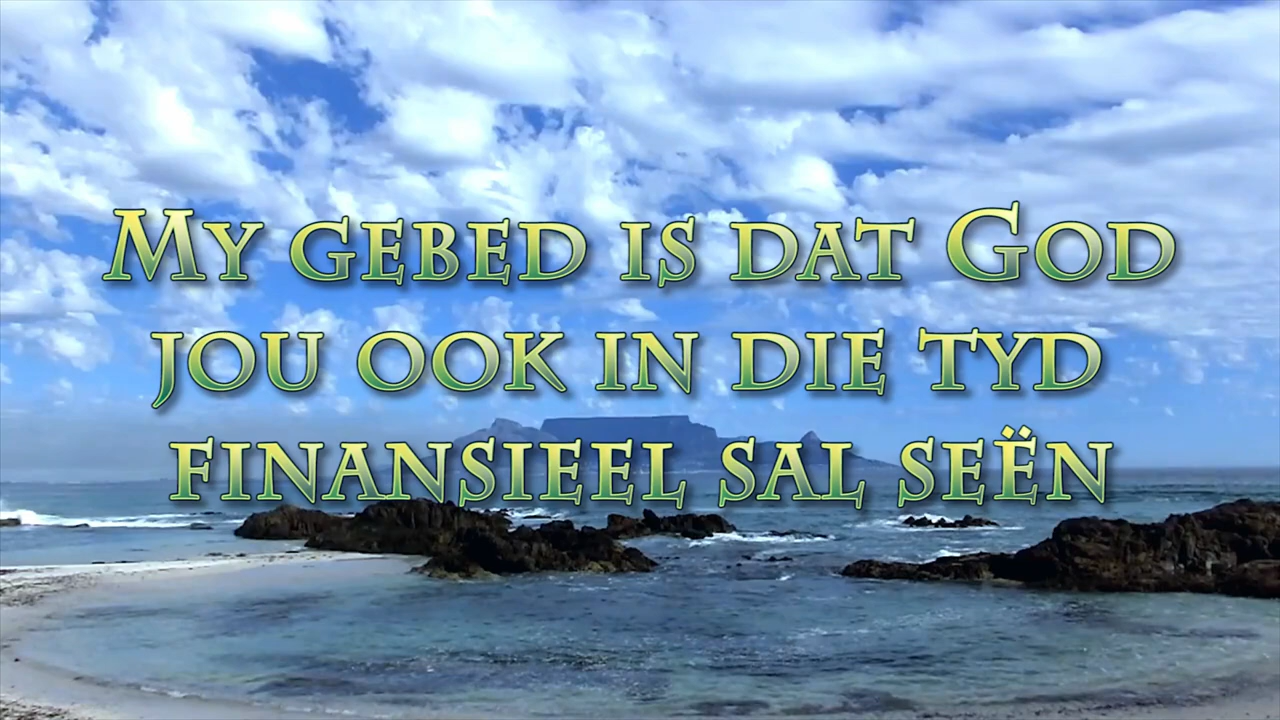 My gebed is dat God
jou ook in die tyd
finansieel sal seën